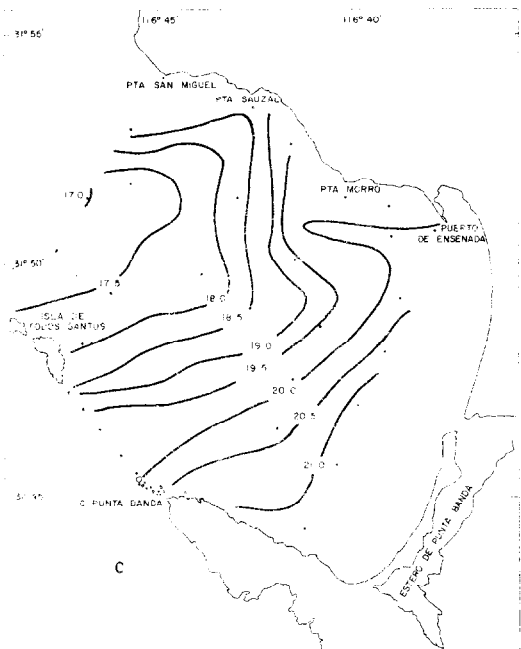 116° 45'
116° 40'
31° 55'
PTA SAN MIGUEL
PTA SAUZAL
17.0
PTA MORRO
PUERTO
DE ENSENADA
31° 50'
17.5
18.0
ISLA DE
TODOS SANTOS
18.5
19.0
19.5
20.0
20.5
21.0
31° 45'
C PUNTA BANDA
ESTERO DE PUNTA BANDA
C